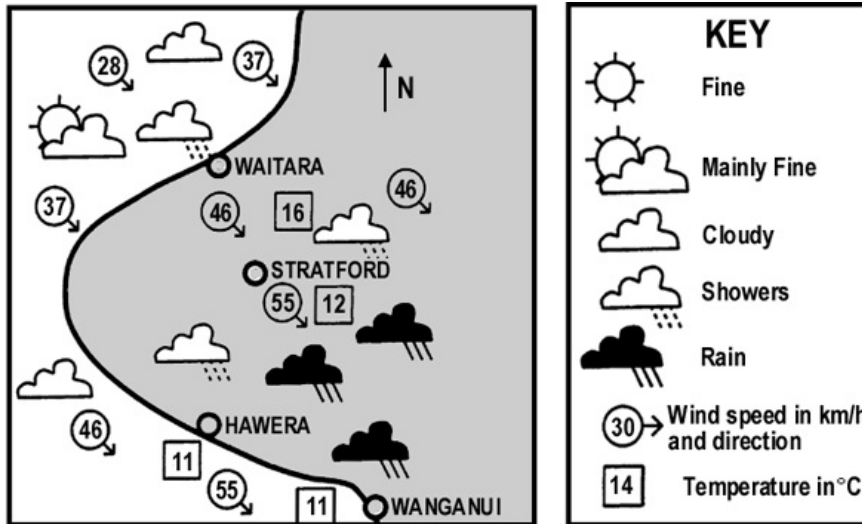 28
37
N
WAITARA
37
46
16
46
STRATFORD
55
12
46
HAWERA
11
55
11
WANGANUI
KEY
Fine
Mainly Fine
Cloudy
Showers
Rain
30 Wind speed in km/h
and direction
14 Temperature in °C